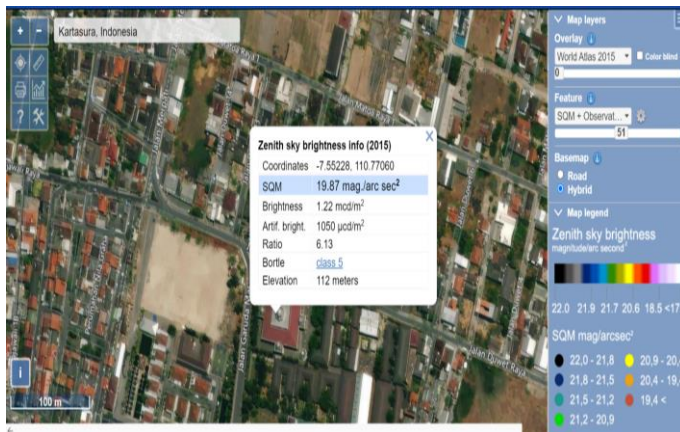 +
-
Kartasura, Indonesia
?
i
100 m
Zenith sky brightness info (2015)
X
Coordinates -7.55228, 110.77060
SQM 19.87 mag./arc sec²
Brightness 1.22 mcd/m²
Artif. bright. 1050 μcd/m²
Ratio 6.13
Bortle class 5
Elevation 112 meters
Map layers
Overlay
World Atlas 2015 Color blind
0
Feature
SQM + Observat...
51
Basemap
Road
Hybrid
Map legend
Zenith sky brightness
magnitude/arc second²
22.0 21.9 21.7 20.6 18.5 <17
SQM mag/arcsec²
22,0 - 21,8
20,9 - 20,
21,8 - 21,5
20,4 - 19,
21,5 - 21,2
19,4 <
21,2 - 20,9